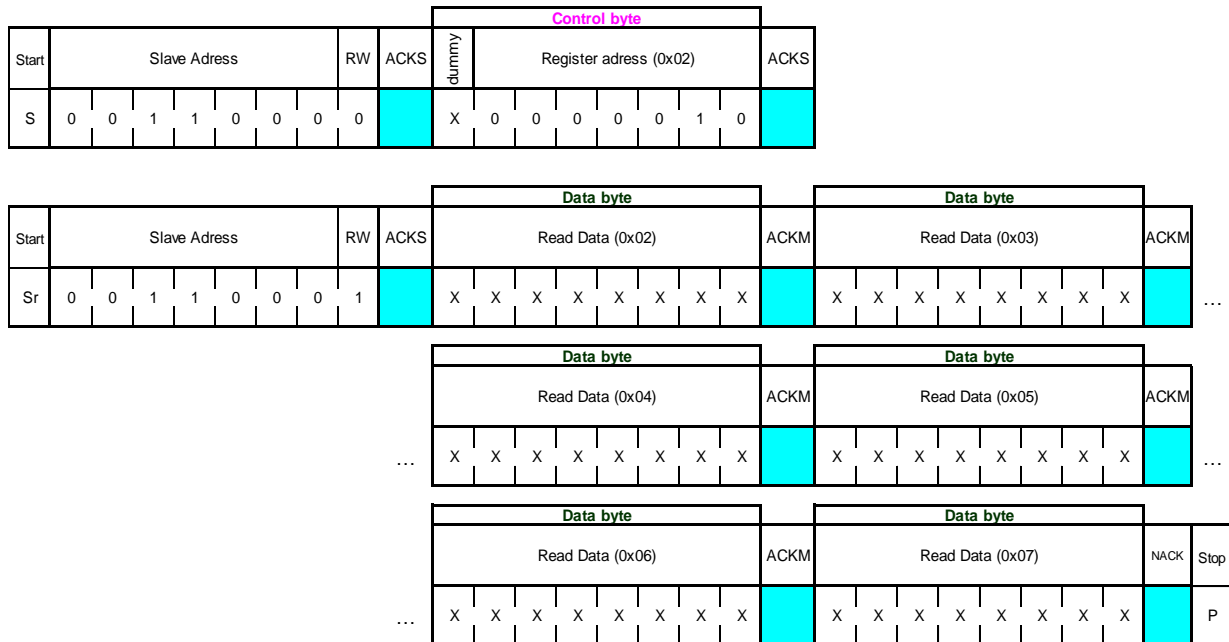 Control byte
Start Slave Adress RW ACKS dummy Register adress (0x02) ACKS
S 0 0 1 1 0 0 0 0 X 0 0 0 0 0 1 0
Data byte Data byte
Start Slave Adress RW ACKS Read Data (0x02) ACKM Read Data (0x03) ACKM
Sr 0 0 1 1 0 0 0 1 X X X X X X X X X X X X X X X X ...
Data byte Data byte
Read Data (0x04) ACKM Read Data (0x05) ACKM
... X X X X X X X X X X X X X X X X ...
Data byte Data byte
Read Data (0x06) ACKM Read Data (0x07) NACK Stop
... X X X X X X X X X X X X X X X X P